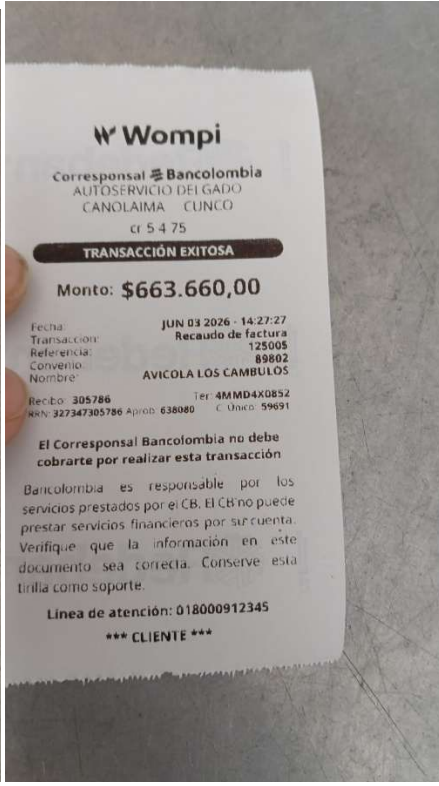 Wompi
Corresponsal Bancolombia
AUTOSERVICIO DELGADO
CANOLAIMA CUNCO
cr 5 4 75
TRANSACCIÓN EXITOSA
Monto: $663.660,00
Fecha: JUN 03 2026 - 14:27:27
Transacción: Recaudo de factura
Referencia: 125005
Convenio: 89802
Nombre: AVICOLA LOS CAMBULOS
Recibo: 305786 Ter: 4MMD4X0852
RRN: 327347305786 Aprob: 638080 C. Único: 59691
El Corresponsal Bancolombia no debe
cobrarte por realizar esta transacción
Bancolombia es responsable por los
servicios prestados por el CB. El CB no puede
prestar servicios financieros por su cuenta.
Verifique que la información en este
documento sea correcta. Conserve esta
tirilla como soporte.
Línea de atención: 018000912345
*** CLIENTE ***